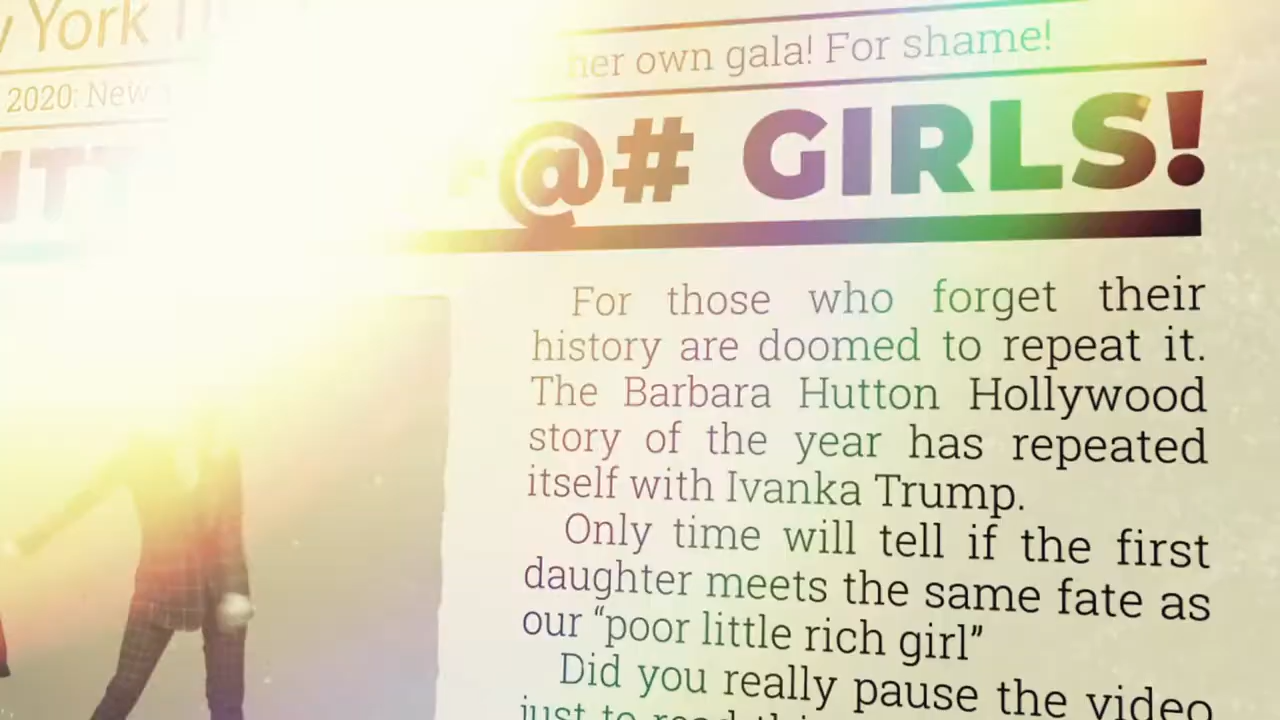 York
her own gala! For shame!
2020: New
@# GIRLS!
For those who forget their
history are doomed to repeat it.
The Barbara Hutton Hollywood
story of the year has repeated
itself with Ivanka Trump.
Only time will tell if the first
daughter meets the same fate as
our “poor little rich girl”
Did you really pause the video
just to read